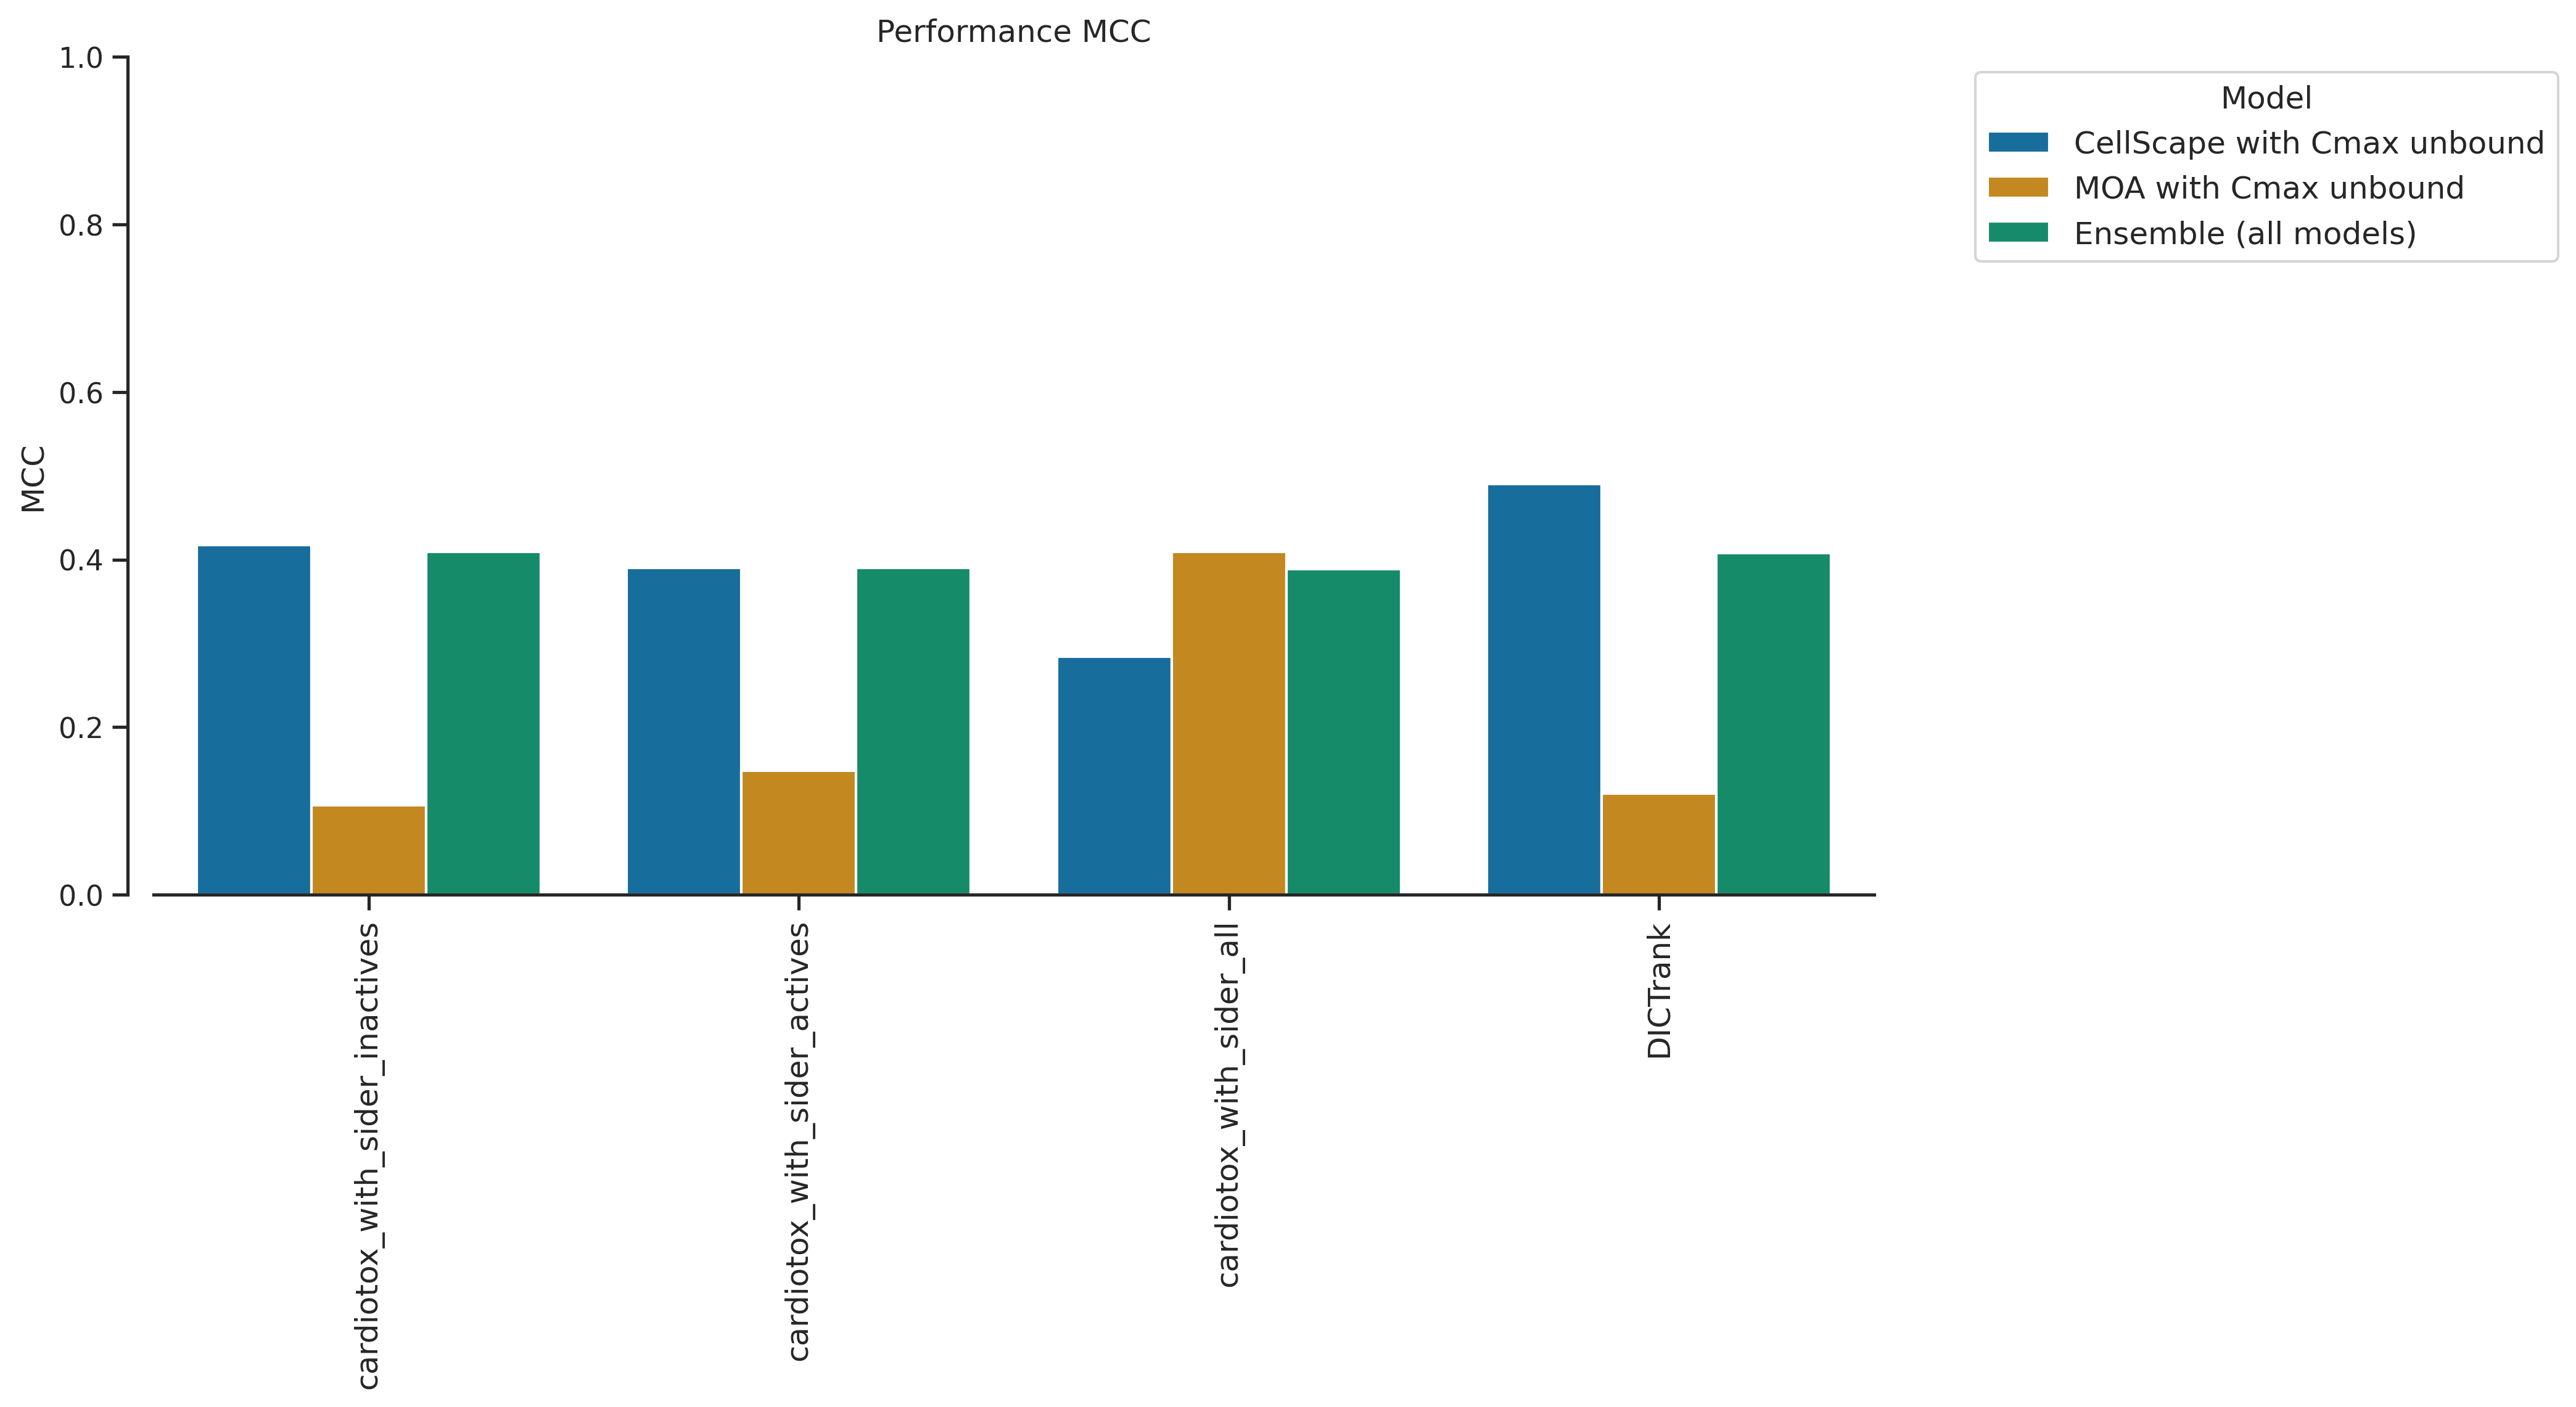 Performance MCC
1.0
0.8
0.6
0.4
0.2
0.0
MCC
cardiotox_with_sider_inactives
cardiotox_with_sider_actives
cardiotox_with_sider_all
DICTrank
Model
CellScape with Cmax unbound
MOA with Cmax unbound
Ensemble (all models)